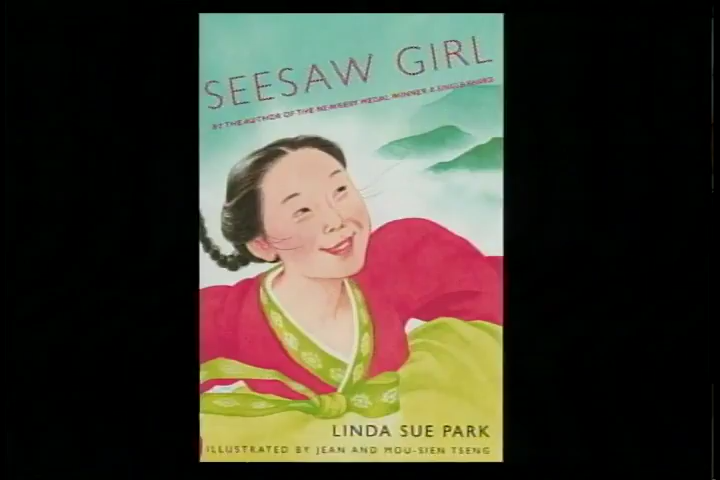 SEESAW GIRL
BY THE AUTHOR OF THE NEWBERY MEDAL WINNER A SINGLE SHARD
LINDA SUE PARK
ILLUSTRATED BY JEAN AND MOU-SIEN TSENG